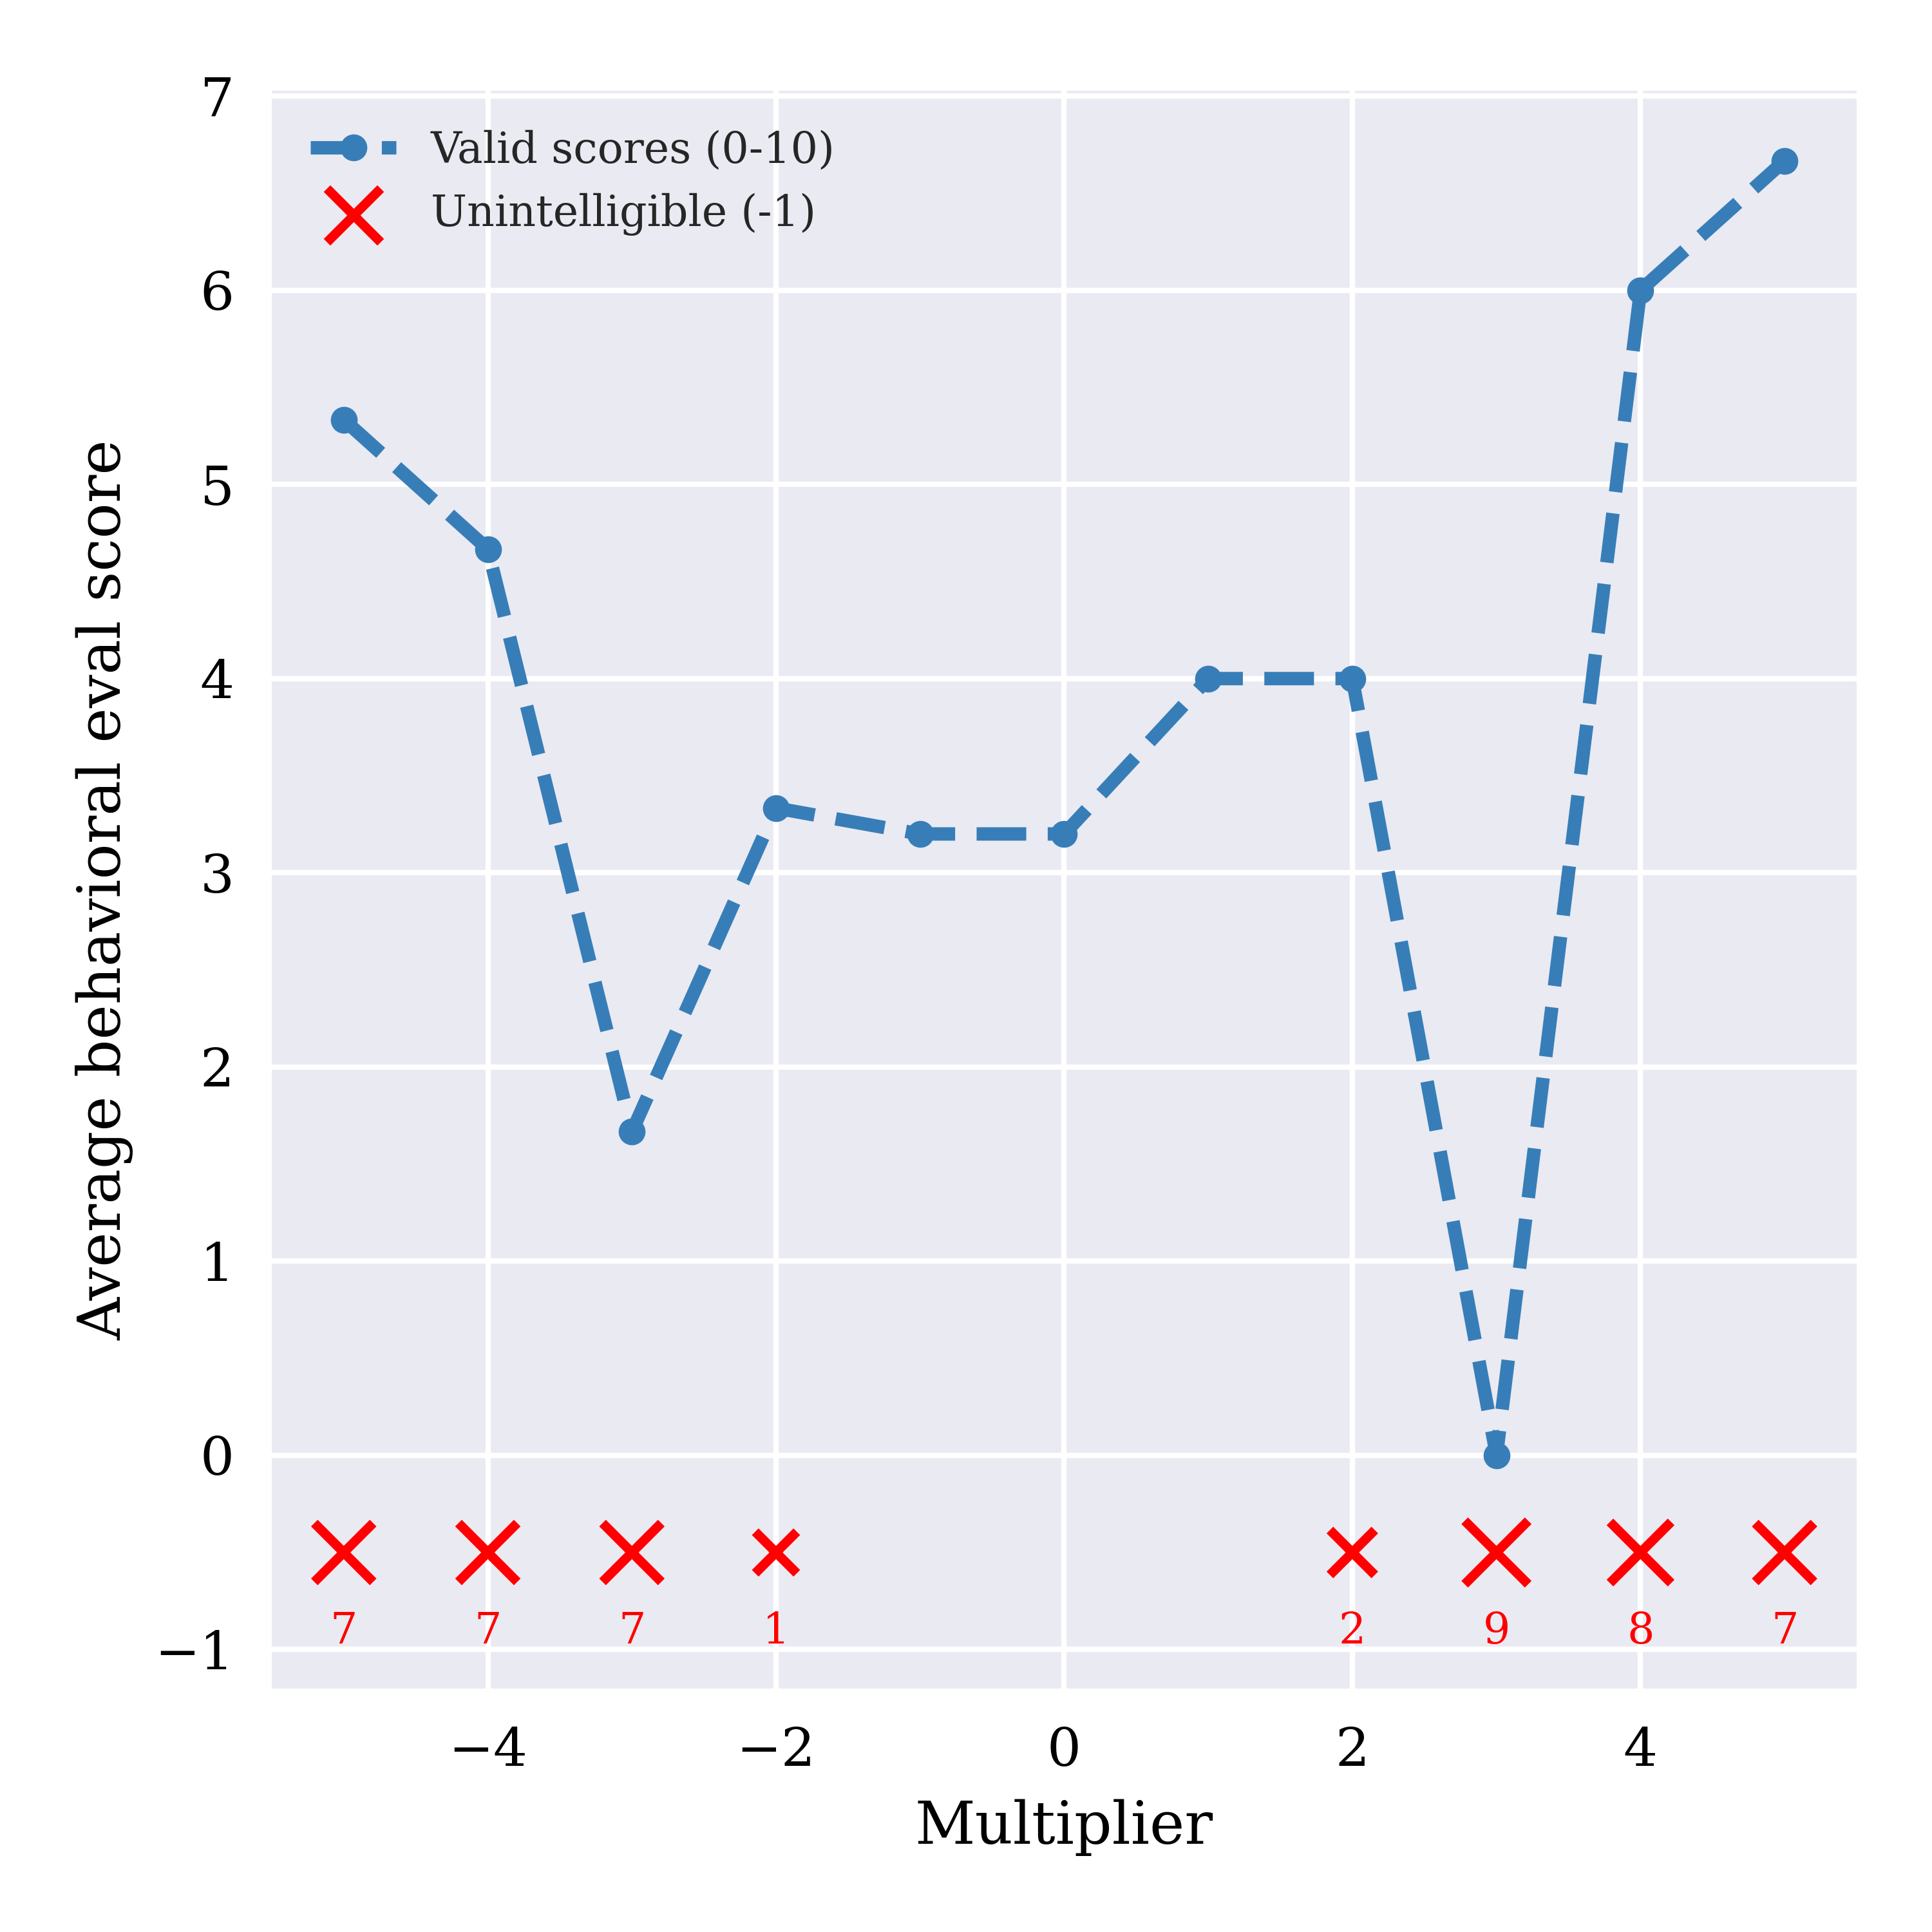 7
Valid scores (0-10)
Unintelligible (-1)
6
5
4
3
2
1
0
−1
7 7 7 1 2 9 8 7
−4 −2 0 2 4
Multiplier
Average behavioral eval score